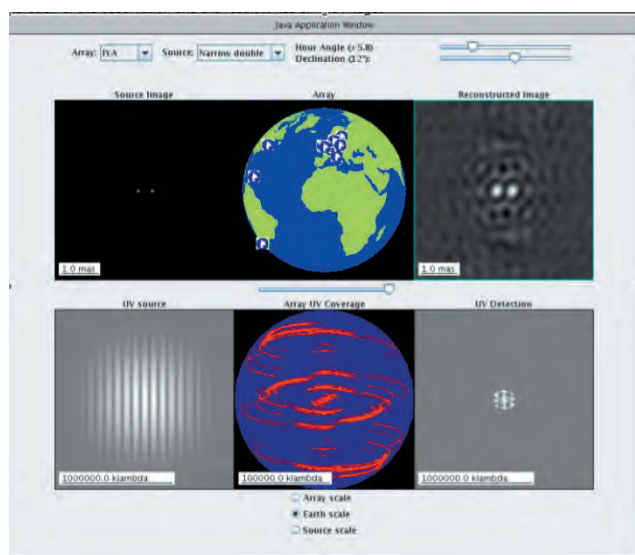 Java Application Window
Array: IVA Source: Narrow double Hour Angle (+5.8)
Declination (12°):
Source Image Array Reconstructed Image
1.0 mas 1.0 mas
UV source Array UV Coverage UV Detection
1000000.0 klambda 100000.0 klambda 1000000.0 klambda
Array scale
Earth scale
Source scale